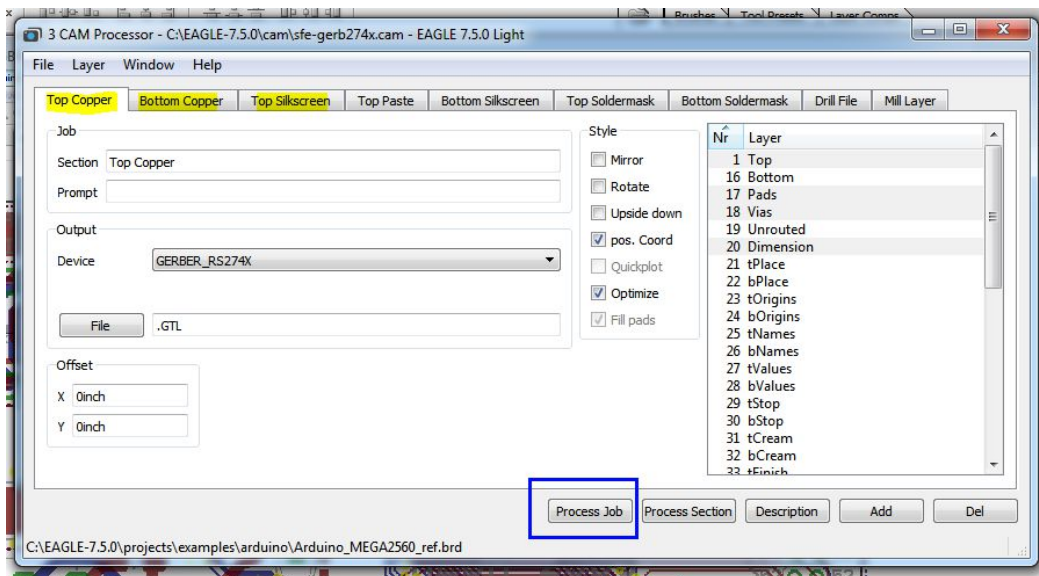 Brushes Tool Presets Layer Comps
3 CAM Processor - C:\EAGLE-7.5.0\cam\sfe-gerb274x.cam - EAGLE 7.5.0 Light
File Layer Window Help
Top Copper Bottom Copper Top Silkscreen Top Paste Bottom Silkscreen Top Soldermask Bottom Soldermask Drill File Mill Layer
Job
Section Top Copper
Prompt
Output
Device GERBER_RS274X
File .GTL
Offset
X 0inch
Y 0inch
Style
Mirror
Rotate
Upside down
pos. Coord
Quickplot
Optimize
Fill pads
Nr Layer
1 Top
16 Bottom
17 Pads
18 Vias
19 Unrouted
20 Dimension
21 tPlace
22 bPlace
23 tOrigins
24 bOrigins
25 tNames
26 bNames
27 tValues
28 bValues
29 tStop
30 bStop
31 tCream
32 bCream
33 tFinish
Process Job Process Section Description Add Del
C:\EAGLE-7.5.0\projects\examples\arduino\Arduino_MEGA2560_ref.brd